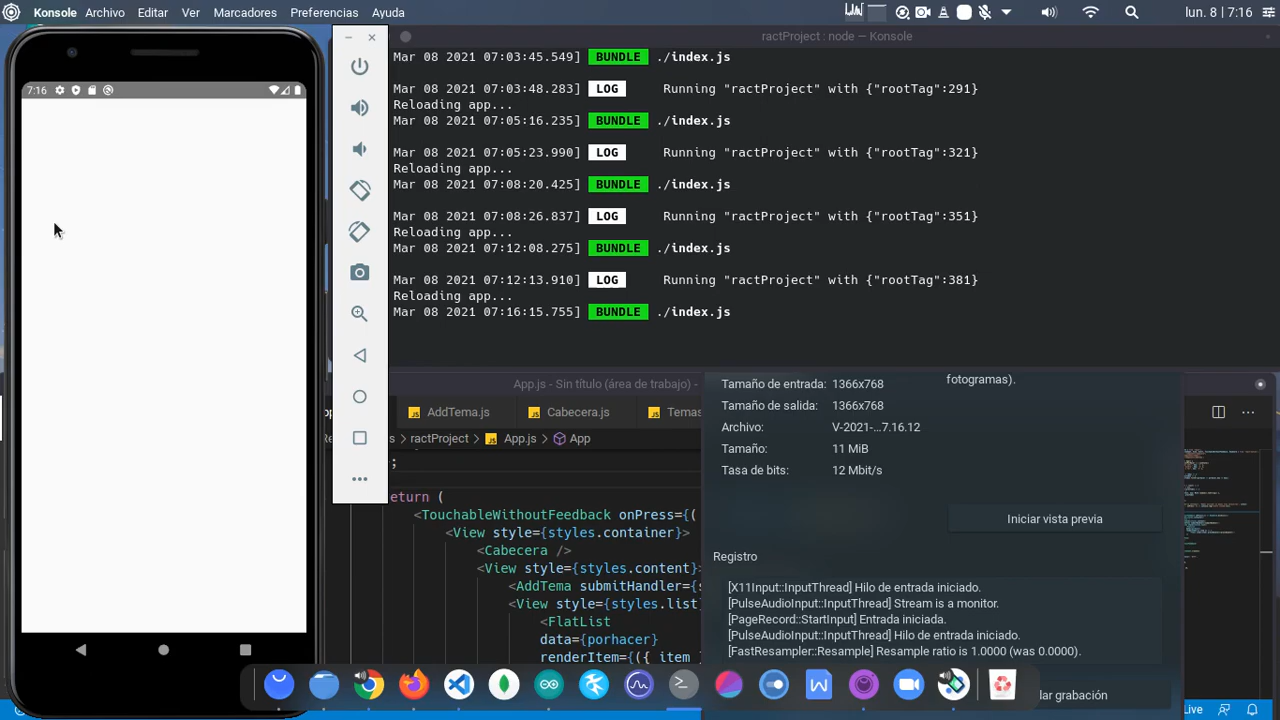 Konsole Archivo Editar Ver Marcadores Preferencias Ayuda
lun. 8 | 7:16
7:16
ractProject : node — Konsole
Mar 08 2021 07:03:45.549] BUNDLE ./index.js
Mar 08 2021 07:03:48.283] LOG Running "ractProject" with {"rootTag":291}
Reloading app...
Mar 08 2021 07:05:16.235] BUNDLE ./index.js
Mar 08 2021 07:05:23.990] LOG Running "ractProject" with {"rootTag":321}
Reloading app...
Mar 08 2021 07:08:20.425] BUNDLE ./index.js
Mar 08 2021 07:08:26.837] LOG Running "ractProject" with {"rootTag":351}
Reloading app...
Mar 08 2021 07:12:08.275] BUNDLE ./index.js
Mar 08 2021 07:12:13.910] LOG Running "ractProject" with {"rootTag":381}
Reloading app...
Mar 08 2021 07:16:15.755] BUNDLE ./index.js
App.js - Sin título (área de trabajo) -
AddTema.js Cabecera.js Temas
ractProject > App.js > App
;
eturn (
<TouchableWithoutFeedback onPress={(
<View style={styles.container}>
<Cabecera />
<View style={styles.content}>
<AddTema submitHandler={s
<View style={styles.list}
<FlatList
data={porhacer}
renderItem={({ item }
fotogramas).
Tamaño de entrada: 1366x768
Tamaño de salida: 1366x768
Archivo: V-2021-...7.16.12
Tamaño: 11 MiB
Tasa de bits: 12 Mbit/s
Iniciar vista previa
Registro
[X11Input::InputThread] Hilo de entrada iniciado.
[PulseAudioInput::InputThread] Stream is a monitor.
[PageRecord::StartInput] Entrada iniciada.
[PulseAudioInput::InputThread] Hilo de entrada iniciado.
[FastResampler::Resample] Resample ratio is 1.0000 (was 0.0000).
dar grabación
Live